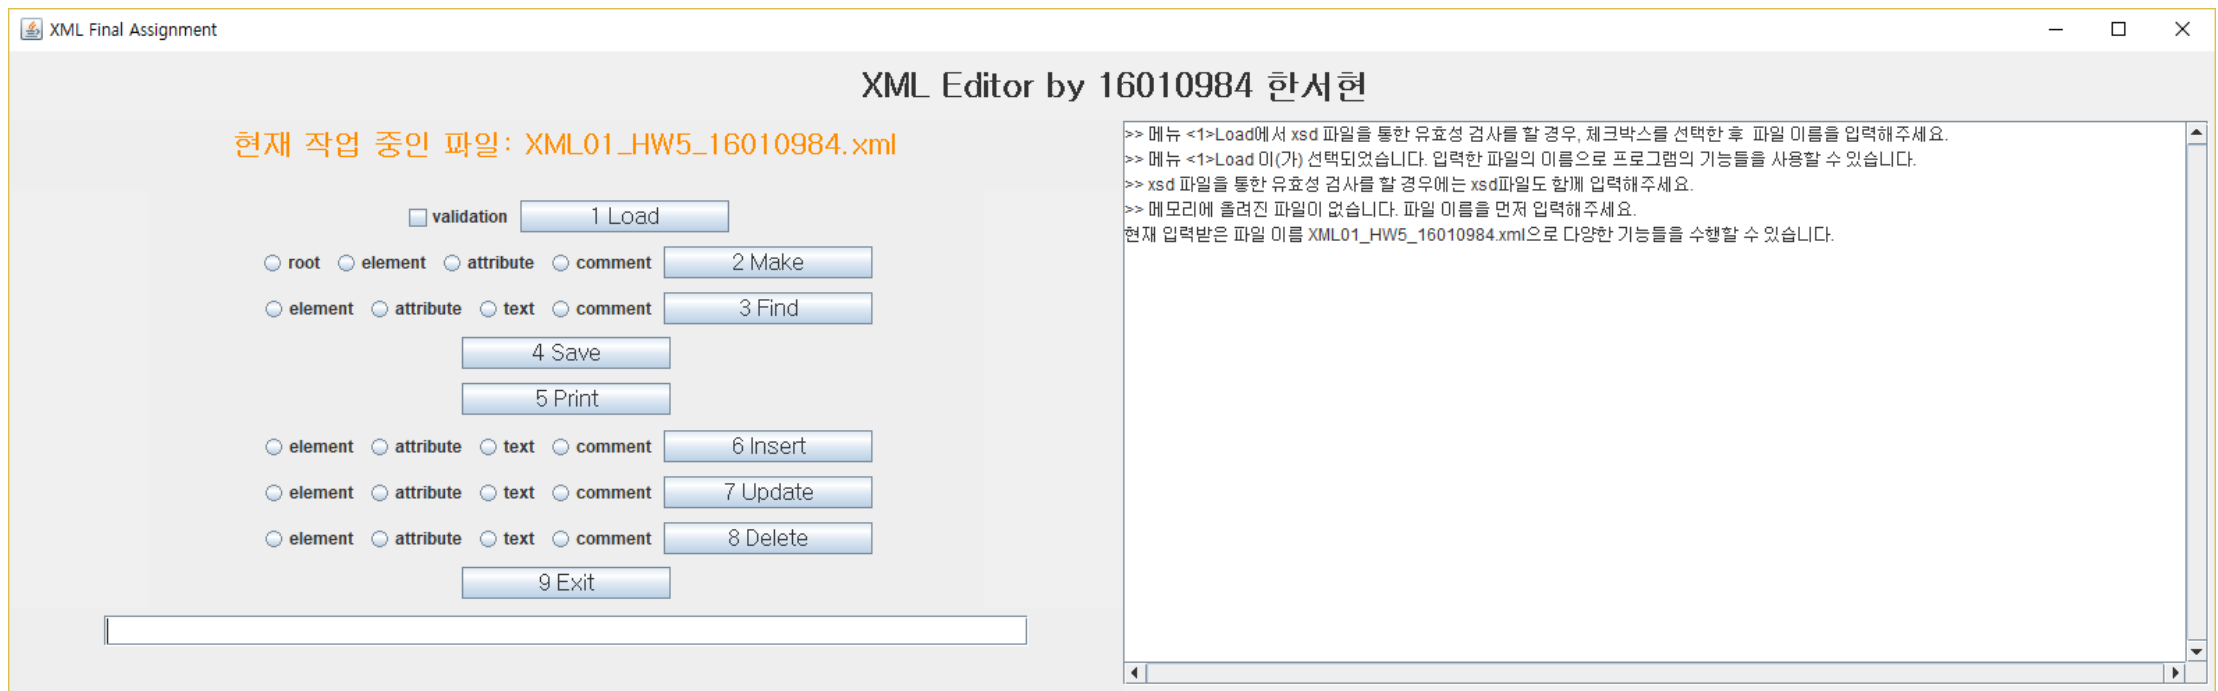 XML Final Assignment
XML Editor by 16010984 한서현
현재 작업 중인 파일: XML01_HW5_16010984.xml
validation 1 Load
root element attribute comment 2 Make
element attribute text comment 3 Find
4 Save
5 Print
element attribute text comment 6 Insert
element attribute text comment 7 Update
element attribute text comment 8 Delete
9 Exit
>> 메뉴 <1>Load에서 xsd 파일을 통한 유효성 검사를 할 경우, 체크박스를 선택한 후 파일 이름을 입력해주세요.
>> 메뉴 <1>Load 이(가) 선택되었습니다. 입력한 파일의 이름으로 프로그램의 기능들을 사용할 수 있습니다.
>> xsd 파일을 통한 유효성 검사를 할 경우에는 xsd파일도 함께 입력해주세요.
>> 메모리에 올려진 파일이 없습니다. 파일 이름을 먼저 입력해주세요.
현재 입력받은 파일 이름 XML01_HW5_16010984.xml으로 다양한 기능들을 수행할 수 있습니다.